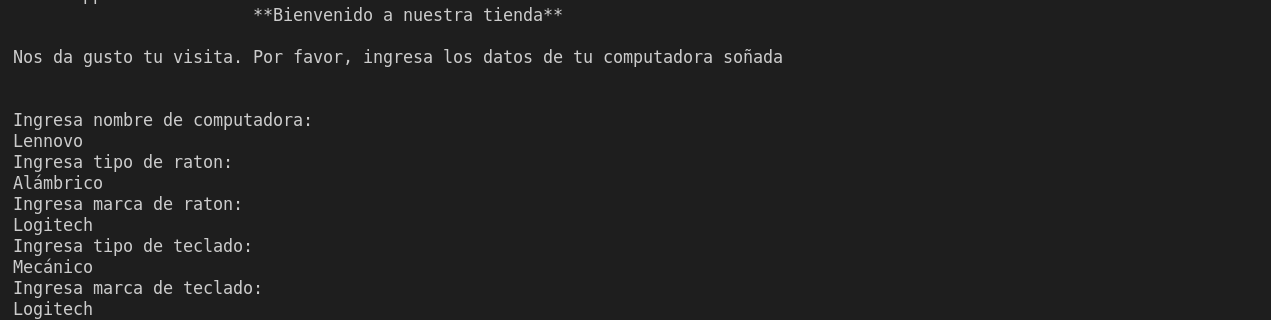 **Bienvenido a nuestra tienda**
Nos da gusto tu visita. Por favor, ingresa los datos de tu computadora soñada
Ingresa nombre de computadora:
Lennovo
Ingresa tipo de raton:
Alámbrico
Ingresa marca de raton:
Logitech
Ingresa tipo de teclado:
Mecánico
Ingresa marca de teclado:
Logitech